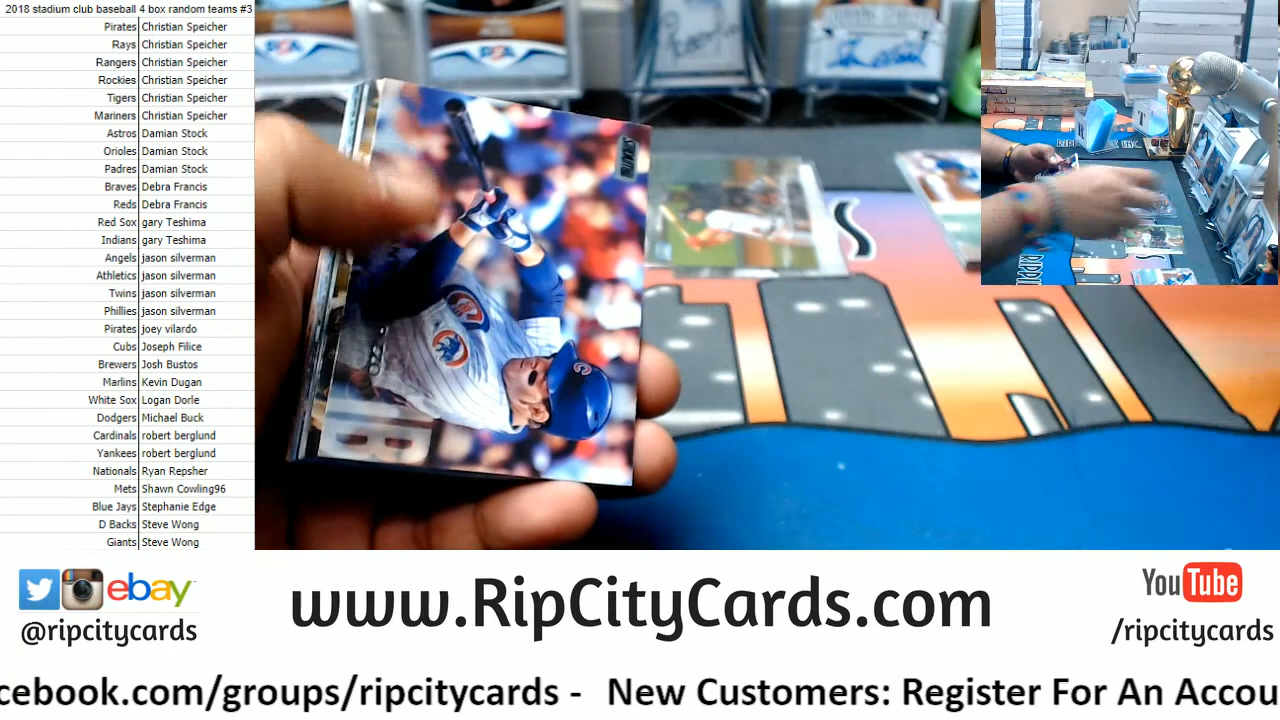 2018 stadium club baseball 4 box random teams #3
Pirates Christian Speicher
Rays Christian Speicher
Rangers Christian Speicher
Rockies Christian Speicher
Tigers Christian Speicher
Mariners Christian Speicher
Astros Damian Stock
Orioles Damian Stock
Padres Damian Stock
Braves Debra Francis
Reds Debra Francis
Red Sox gary Teshima
Indians gary Teshima
Angels jason silverman
Athletics jason silverman
Twins jason silverman
Phillies jason silverman
Pirates joey vilardo
Cubs Joseph Filice
Brewers Josh Bustos
Marlins Kevin Dugan
White Sox Logan Dorle
Dodgers Michael Buck
Cardinals robert berglund
Yankees robert berglund
Nationals Ryan Repsher
Mets Shawn Cowling96
Blue Jays Stephanie Edge
D Backs Steve Wong
Giants Steve Wong
ebay
@ripcitycards
www.RipCityCards.com
YouTube
/ripcitycards
cebook.com/groups/ripcitycards - New Customers: Register For An Accou